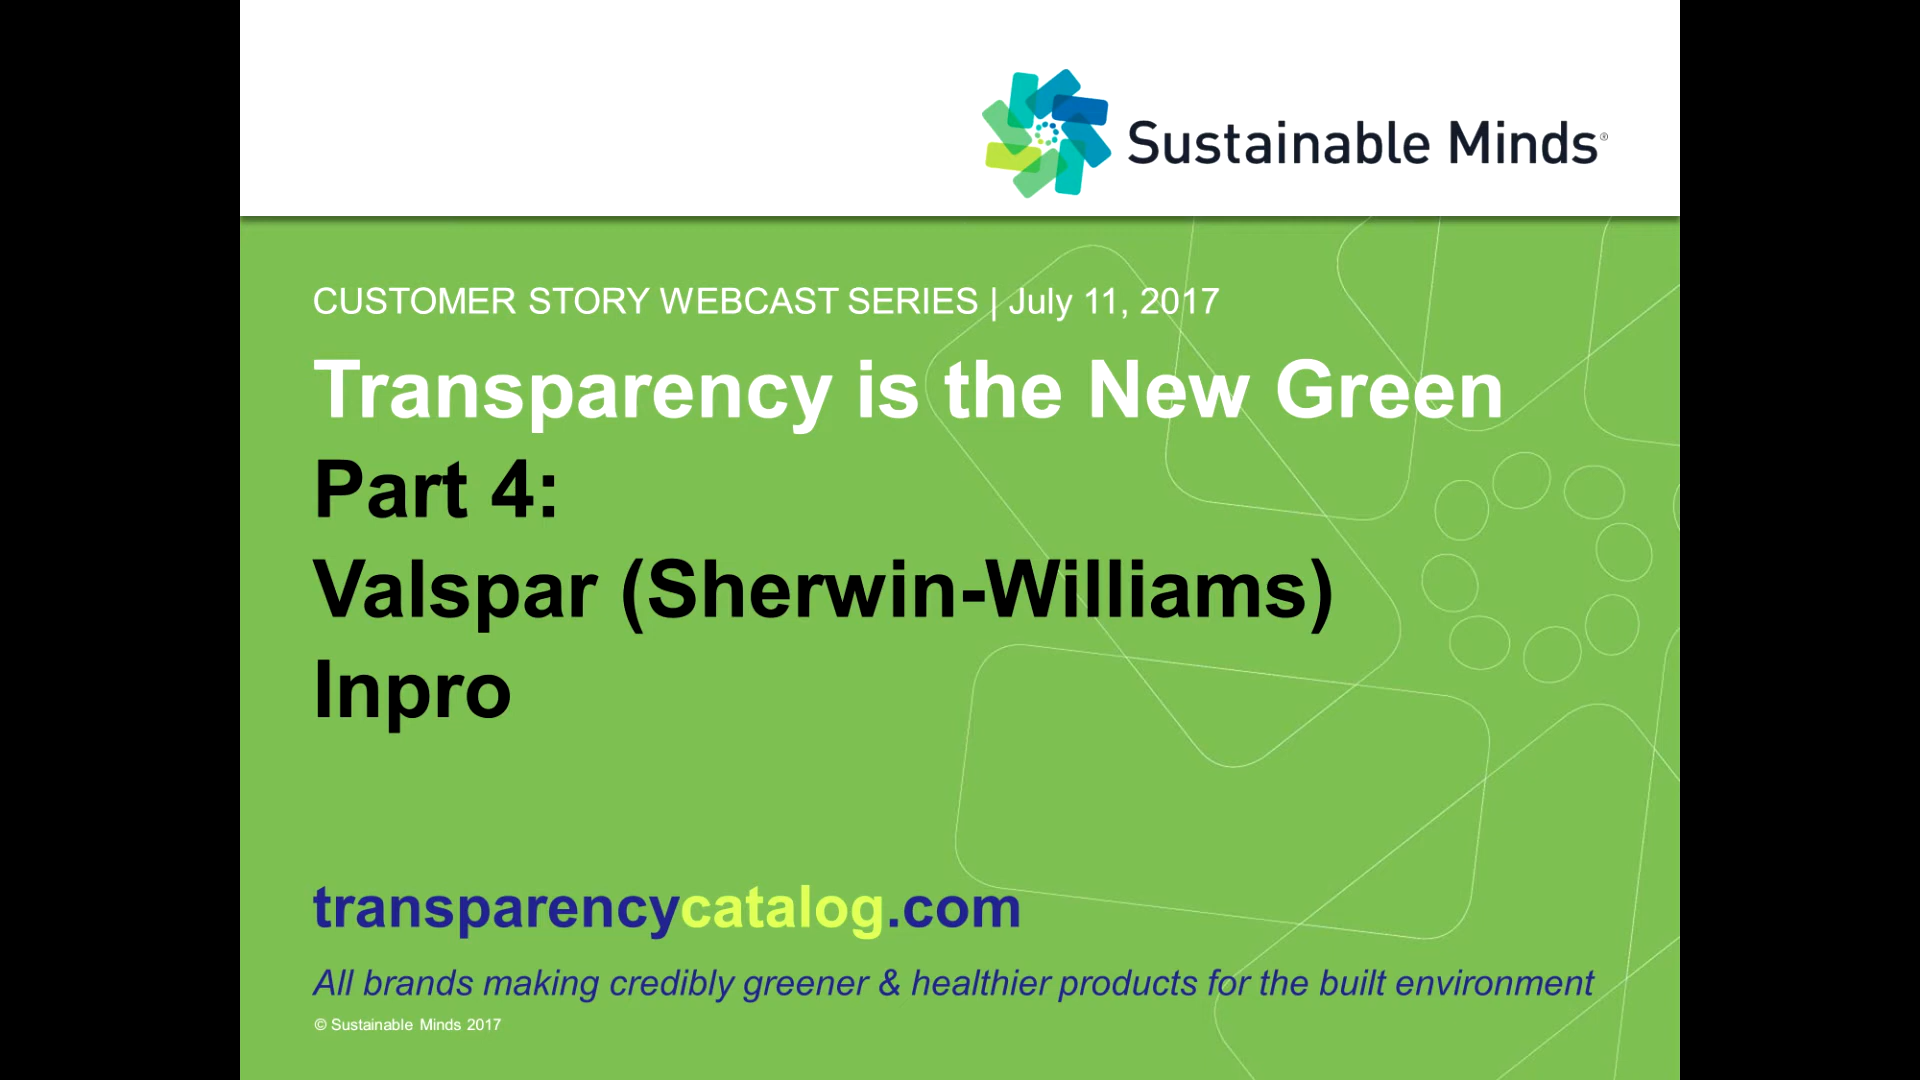 Sustainable Minds®
CUSTOMER STORY WEBCAST SERIES | July 11, 2017
Transparency is the New Green
Part 4:
Valspar (Sherwin-Williams)
Inpro
transparencycatalog.com
All brands making credibly greener & healthier products for the built environment
© Sustainable Minds 2017